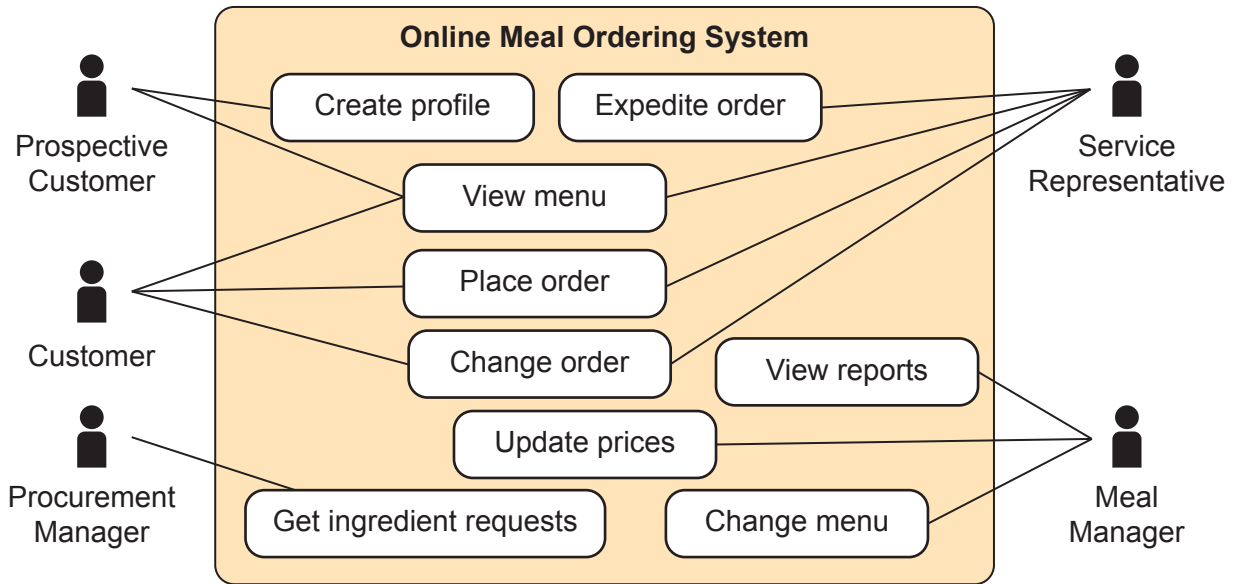 Online Meal Ordering System
Create profile
Expedite order
Prospective
Customer
Service
Representative
View menu
Place order
Customer
Change order
View reports
Update prices
Procurement
Manager
Get ingredient requests
Change menu
Meal
Manager